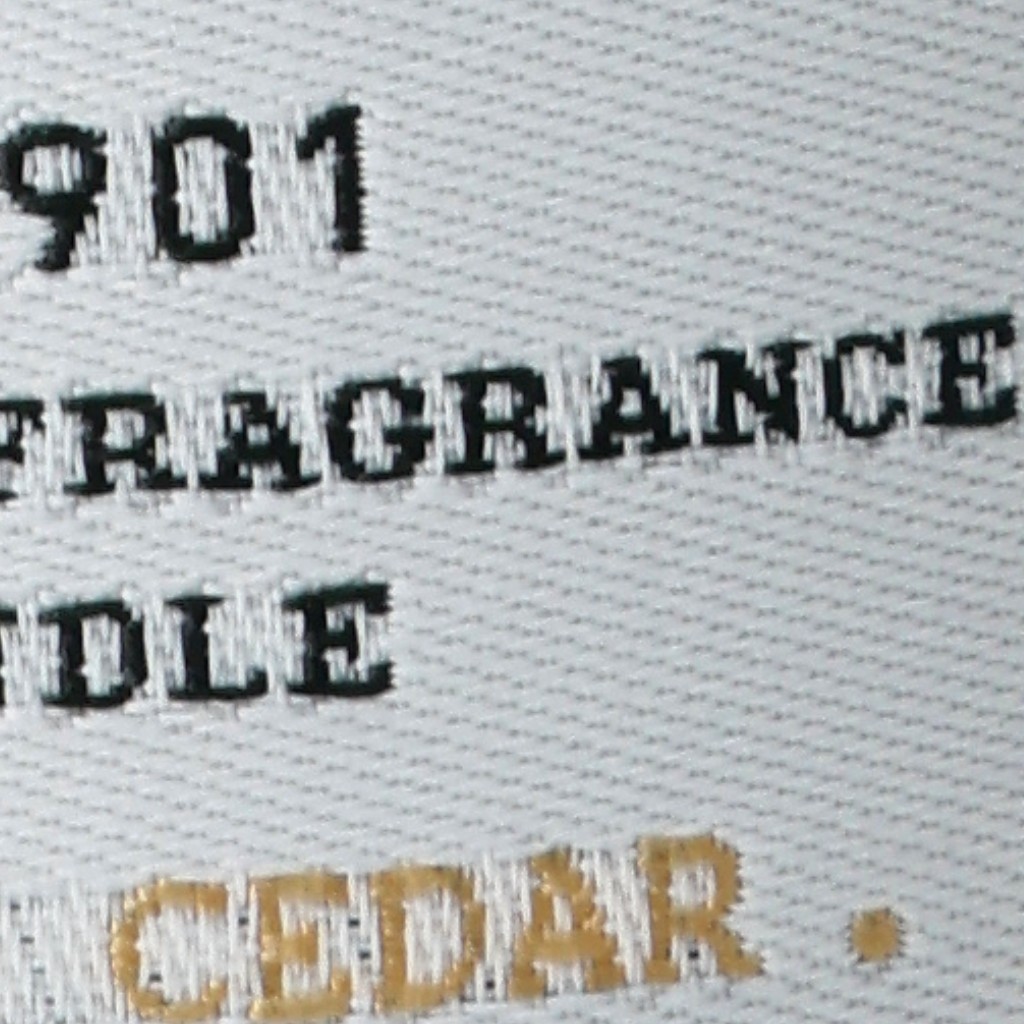 901
FRAGRANCE
DLE
CEDAR .